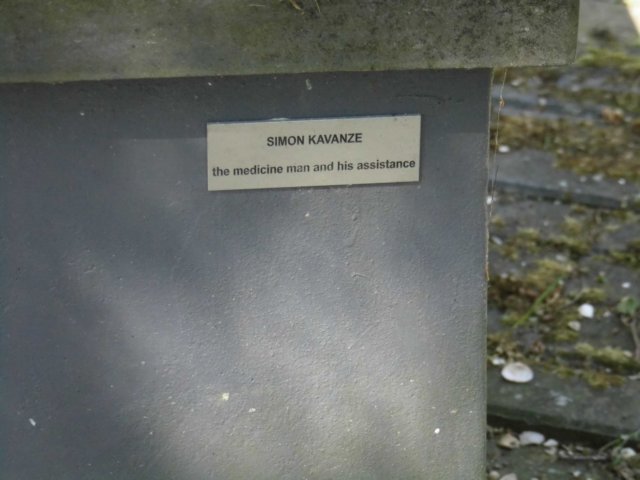 SIMON KAVANZE
the medicine man and his assistance